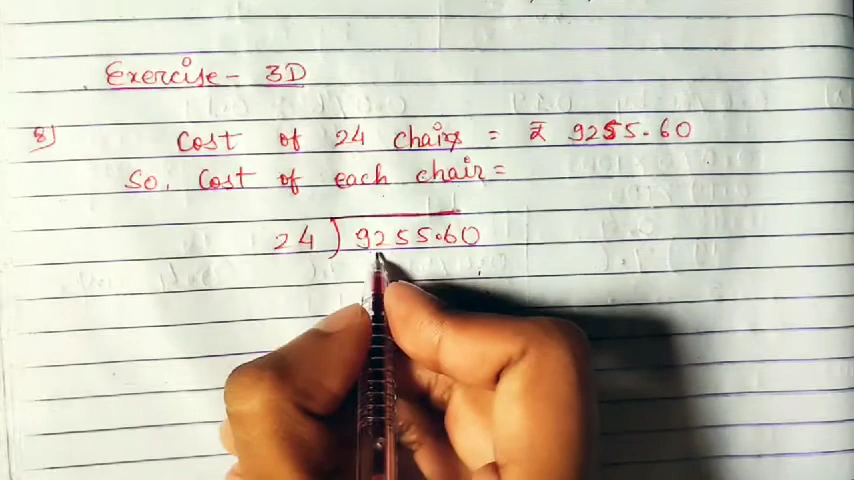 Exercise - 3D
8) Cost of 24 chairs = ₹ 9255.60
So, Cost of each chair =
24 ) 9255.60